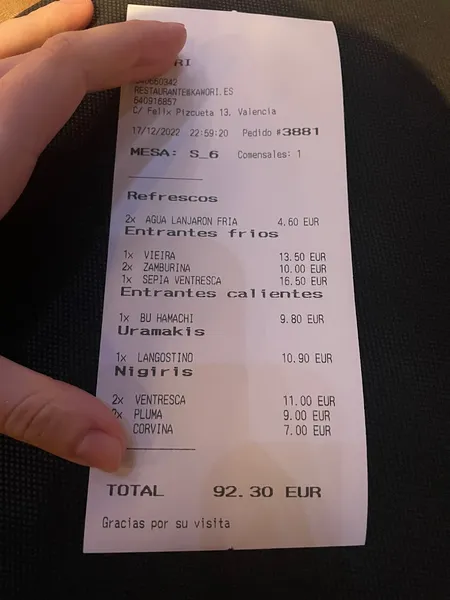 RI
RESTAURANTE@KAWORI.ES
640916857
C/ Felix Pizcueta 13. Valencia
17/12/2022 22:59:20 Pedido #3881
MESA: S_6 Comensales: 1
Refrescos
2x AGUA LANJARON FRIA 4.60 EUR
Entrantes frios
1x VIEIRA 13.50 EUR
2x ZAMBURINA 10.00 EUR
1x SEPIA VENTRESCA 16.50 EUR
Entrantes calientes
1x BU HAMACHI 9.80 EUR
Uramakis
1x LANGOSTINO 10.90 EUR
Nigiris
2x VENTRESCA 11.00 EUR
2x PLUMA 9.00 EUR
CORVINA 7.00 EUR
TOTAL 92.30 EUR
Gracias por su visita